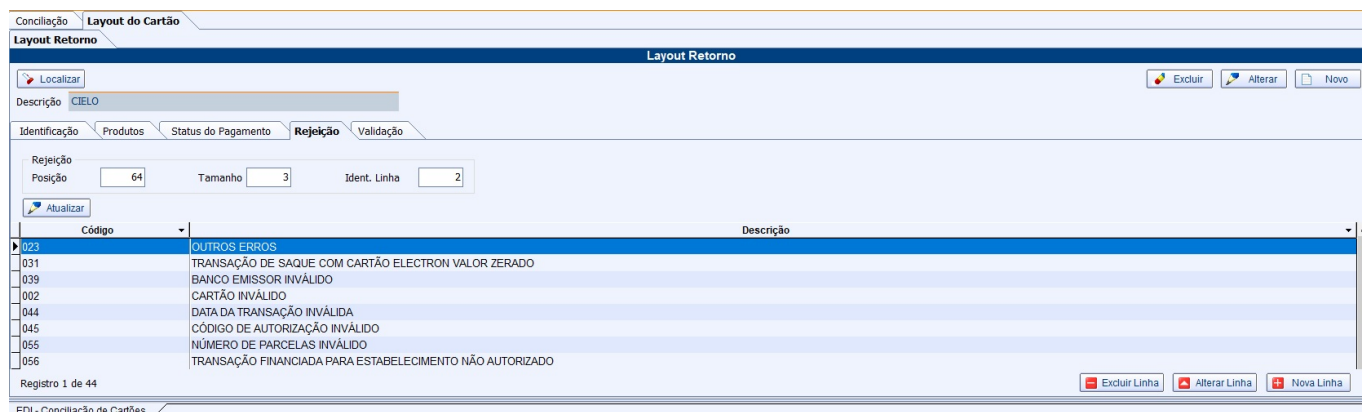 Conciliação Layout do Cartão
Layout Retorno
Layout Retorno
Localizar Excluir Alterar Novo
Descrição CIELO
Identificação Produtos Status do Pagamento Rejeição Validação
Rejeição
Posição 64 Tamanho 3 Ident. Linha 2
Atualizar
Código Descrição
023 OUTROS ERROS
031 TRANSAÇÃO DE SAQUE COM CARTÃO ELECTRON VALOR ZERADO
039 BANCO EMISSOR INVÁLIDO
002 CARTÃO INVÁLIDO
044 DATA DA TRANSAÇÃO INVÁLIDA
045 CÓDIGO DE AUTORIZAÇÃO INVÁLIDO
055 NÚMERO DE PARCELAS INVÁLIDO
056 TRANSAÇÃO FINANCIADA PARA ESTABELECIMENTO NÃO AUTORIZADO
Registro 1 de 44 Excluir Linha Alterar Linha Nova Linha
EDI - Conciliação de Cartões